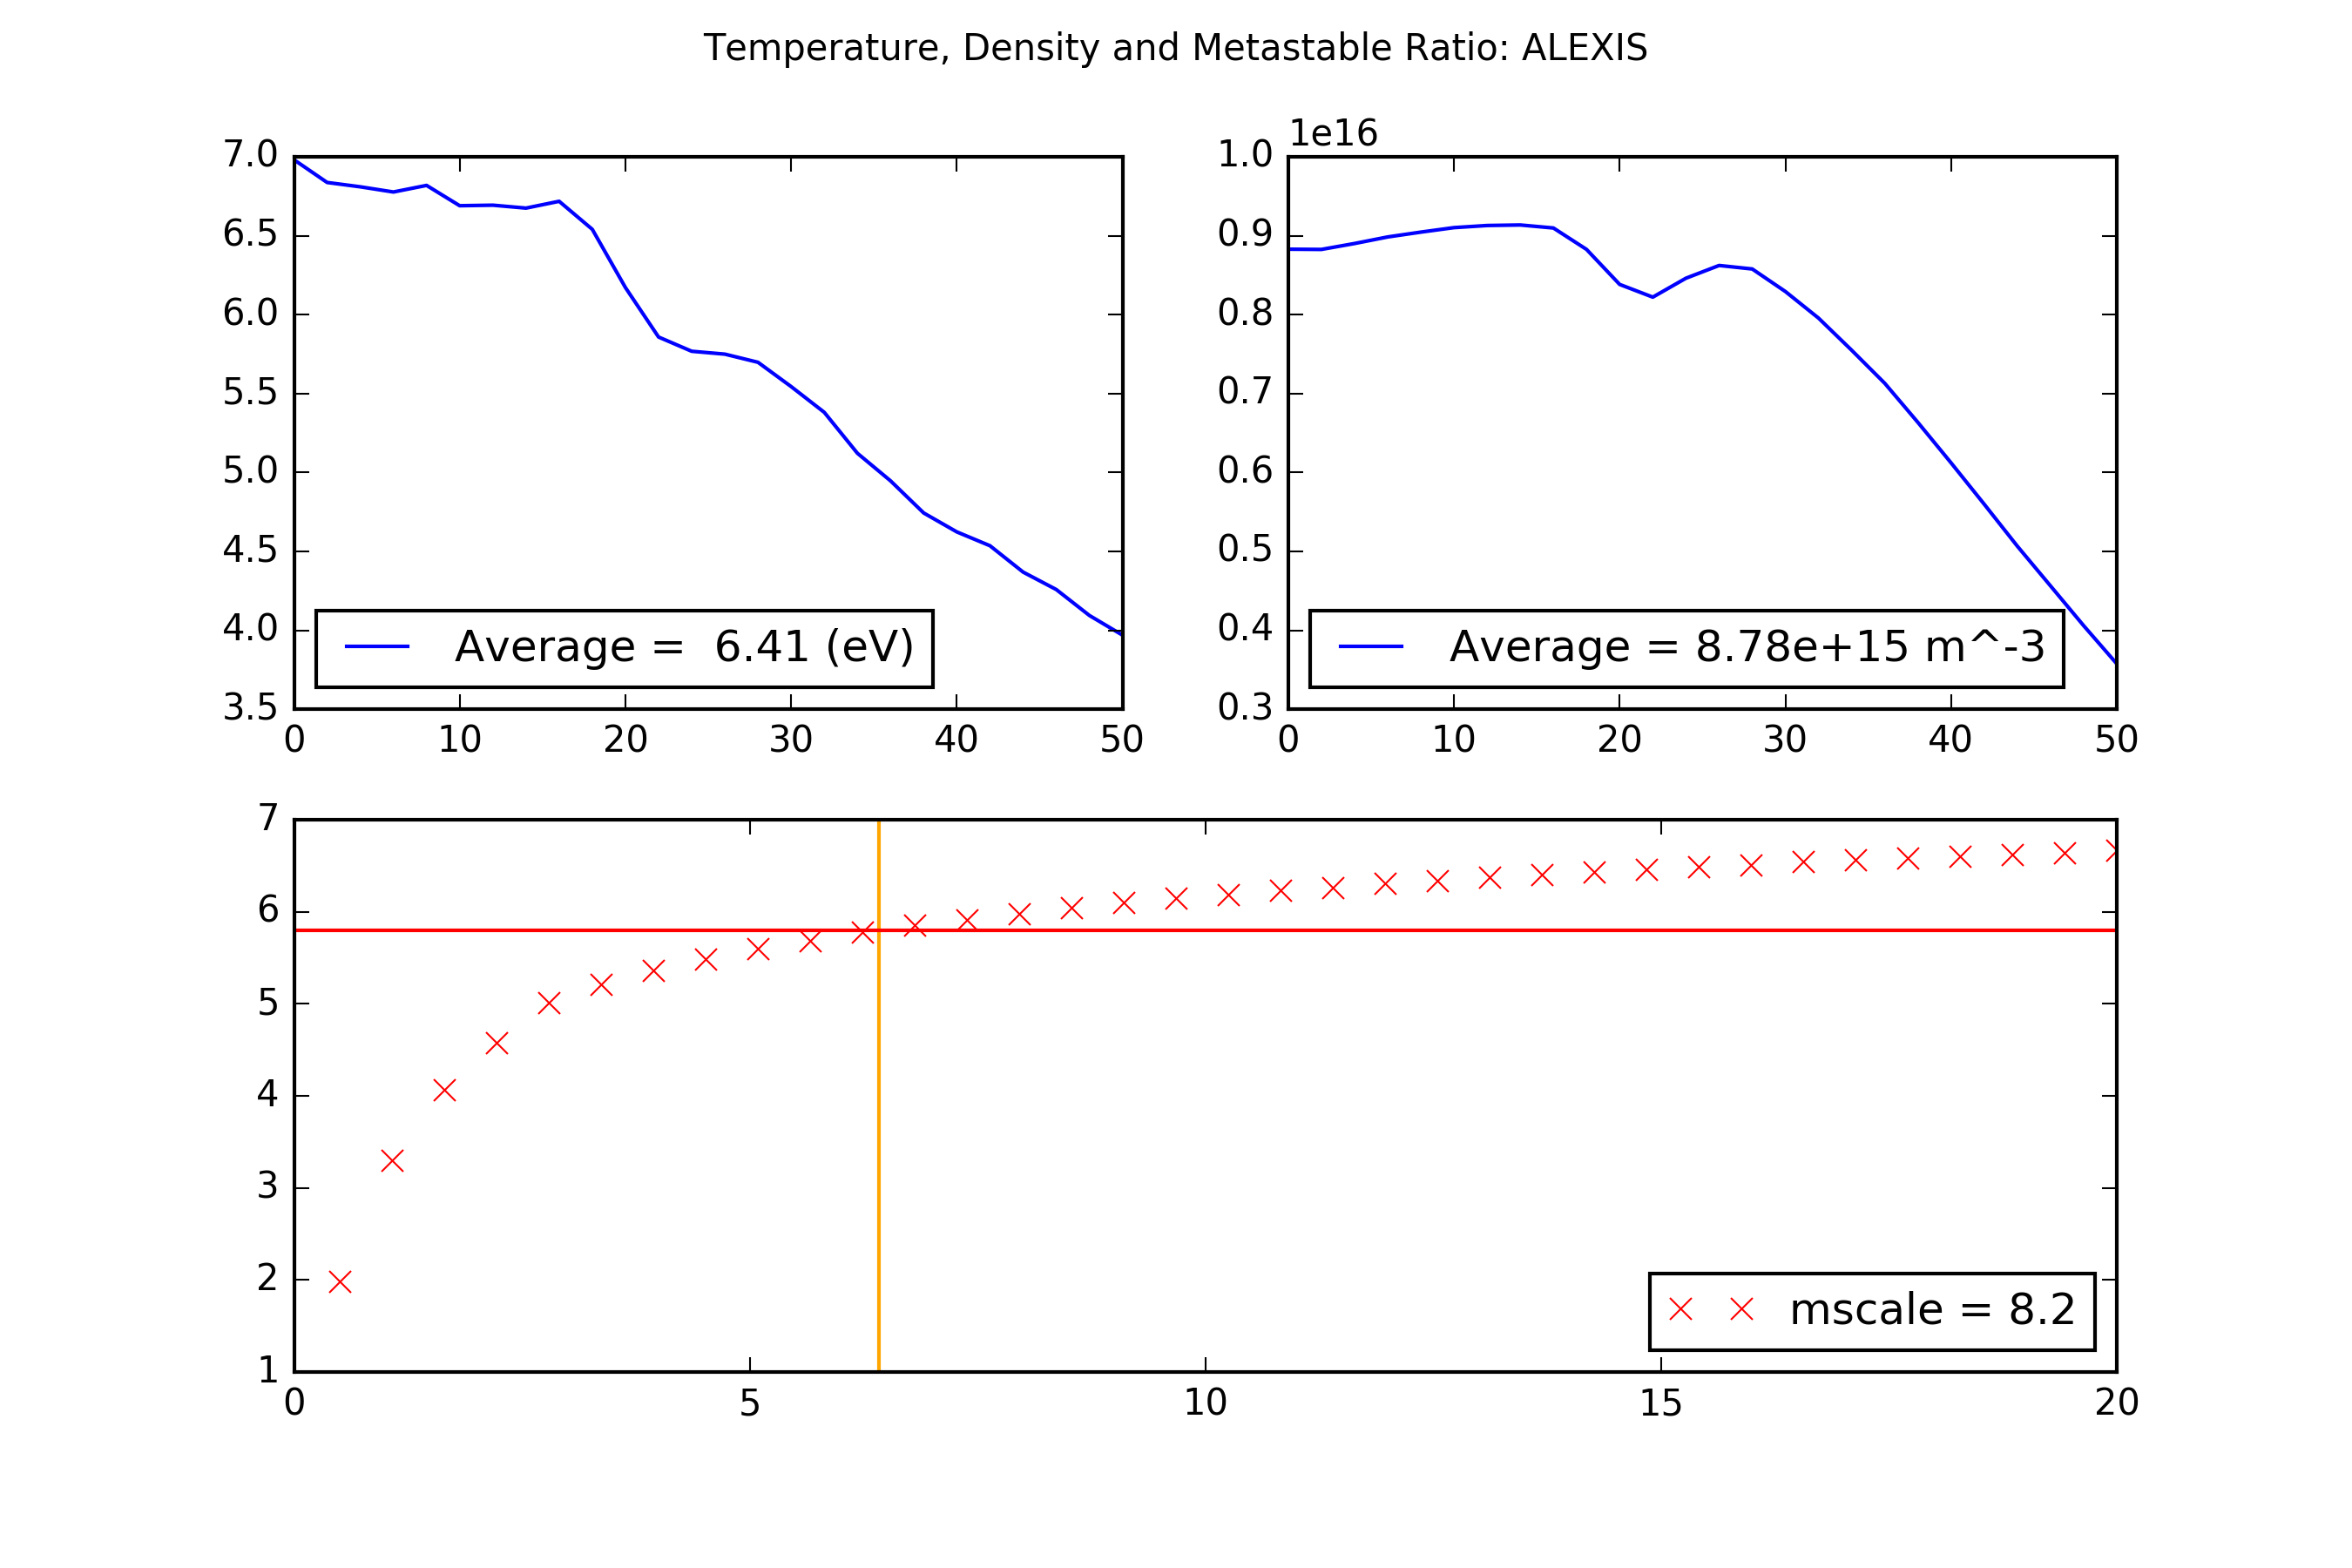 Temperature, Density and Metastable Ratio: ALEXIS
7.0
6.5
6.0
5.5
5.0
4.5
4.0
3.5
0 10 20 30 40 50
Average =  6.41 (eV)
1e16
1.0
0.9
0.8
0.7
0.6
0.5
0.4
0.3
0 10 20 30 40 50
Average = 8.78e+15 m^-3
7
6
5
4
3
2
1
0 5 10 15 20
mscale = 8.2